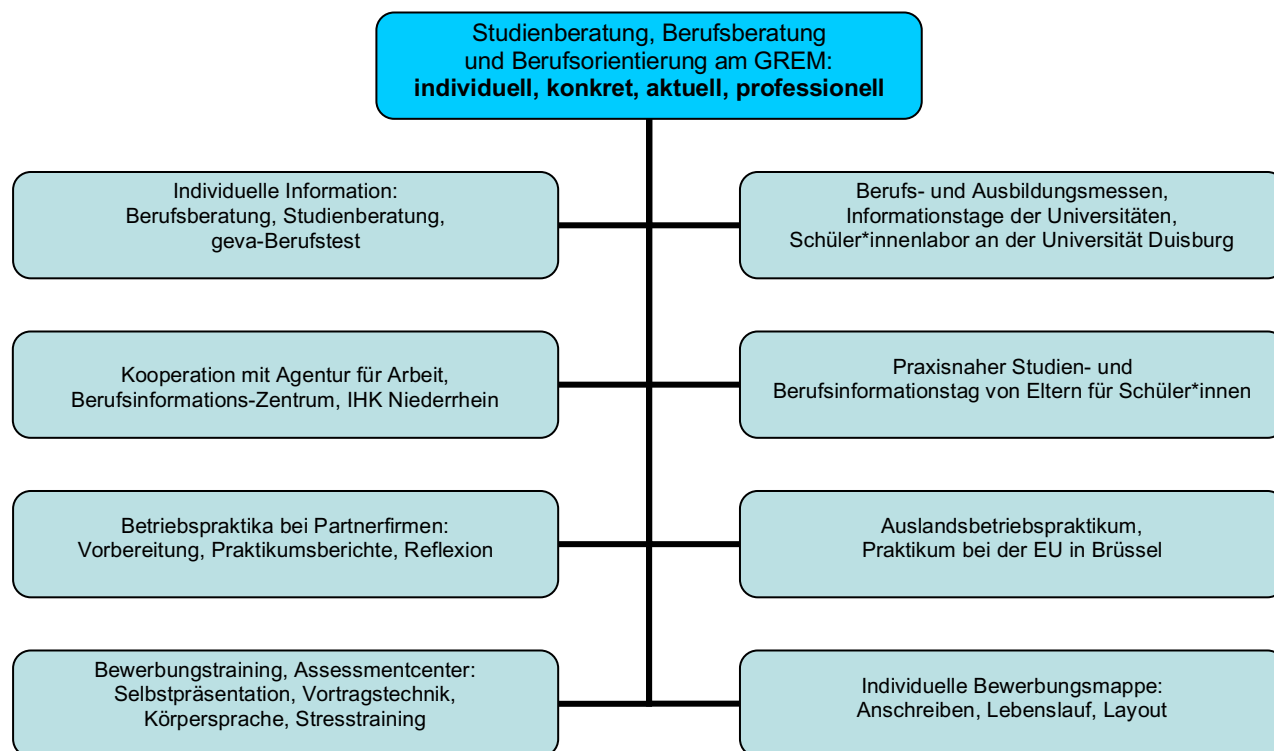 Studienberatung, Berufsberatung
und Berufsorientierung am GREM:
individuell, konkret, aktuell, professionell
Individuelle Information:
Berufsberatung, Studienberatung,
geva-Berufstest
Berufs- und Ausbildungsmessen,
Informationstage der Universitäten,
Schüler*innenlabor an der Universität Duisburg
Kooperation mit Agentur für Arbeit,
Berufsinformations-Zentrum, IHK Niederrhein
Praxisnaher Studien- und
Berufsinformationstag von Eltern für Schüler*innen
Betriebspraktika bei Partnerfirmen:
Vorbereitung, Praktikumsberichte, Reflexion
Auslandsbetriebspraktikum,
Praktikum bei der EU in Brüssel
Bewerbungstraining, Assessmentcenter:
Selbstpräsentation, Vortragstechnik,
Körpersprache, Stresstraining
Individuelle Bewerbungsmappe:
Anschreiben, Lebenslauf, Layout